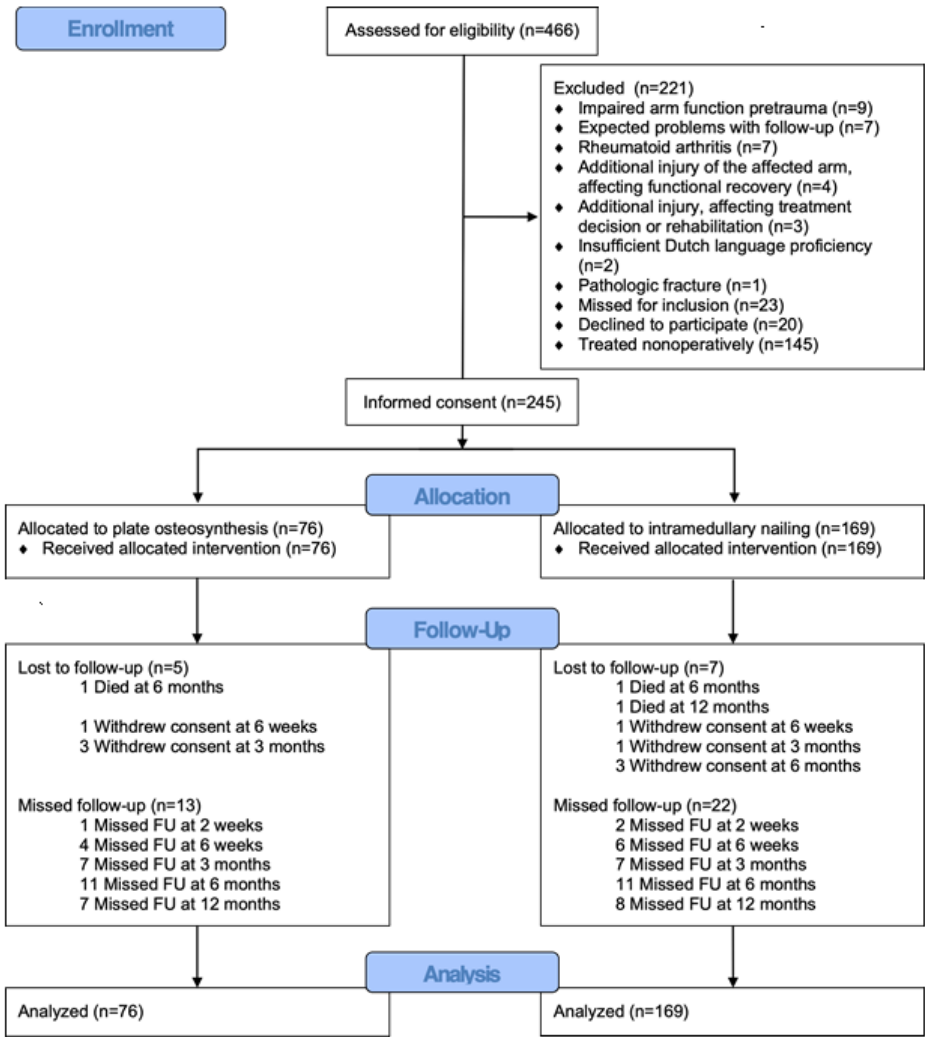 Enrollment
Assessed for eligibility (n=466)
Excluded (n=221)
♦ Impaired arm function pretrauma (n=9)
♦ Expected problems with follow-up (n=7)
♦ Rheumatoid arthritis (n=7)
♦ Additional injury of the affected arm,
affecting functional recovery (n=4)
♦ Additional injury, affecting treatment
decision or rehabilitation (n=3)
♦ Insufficient Dutch language proficiency
(n=2)
♦ Pathologic fracture (n=1)
♦ Missed for inclusion (n=23)
♦ Declined to participate (n=20)
♦ Treated nonoperatively (n=145)
Informed consent (n=245)
Allocation
Allocated to plate osteosynthesis (n=76)
♦ Received allocated intervention (n=76)
Allocated to intramedullary nailing (n=169)
♦ Received allocated intervention (n=169)
Follow-Up
Lost to follow-up (n=5)
1 Died at 6 months
1 Withdrew consent at 6 weeks
3 Withdrew consent at 3 months
Missed follow-up (n=13)
1 Missed FU at 2 weeks
4 Missed FU at 6 weeks
7 Missed FU at 3 months
11 Missed FU at 6 months
7 Missed FU at 12 months
Lost to follow-up (n=7)
1 Died at 6 months
1 Died at 12 months
1 Withdrew consent at 6 weeks
1 Withdrew consent at 3 months
3 Withdrew consent at 6 months
Missed follow-up (n=22)
2 Missed FU at 2 weeks
6 Missed FU at 6 weeks
7 Missed FU at 3 months
11 Missed FU at 6 months
8 Missed FU at 12 months
Analysis
Analyzed (n=76)
Analyzed (n=169)